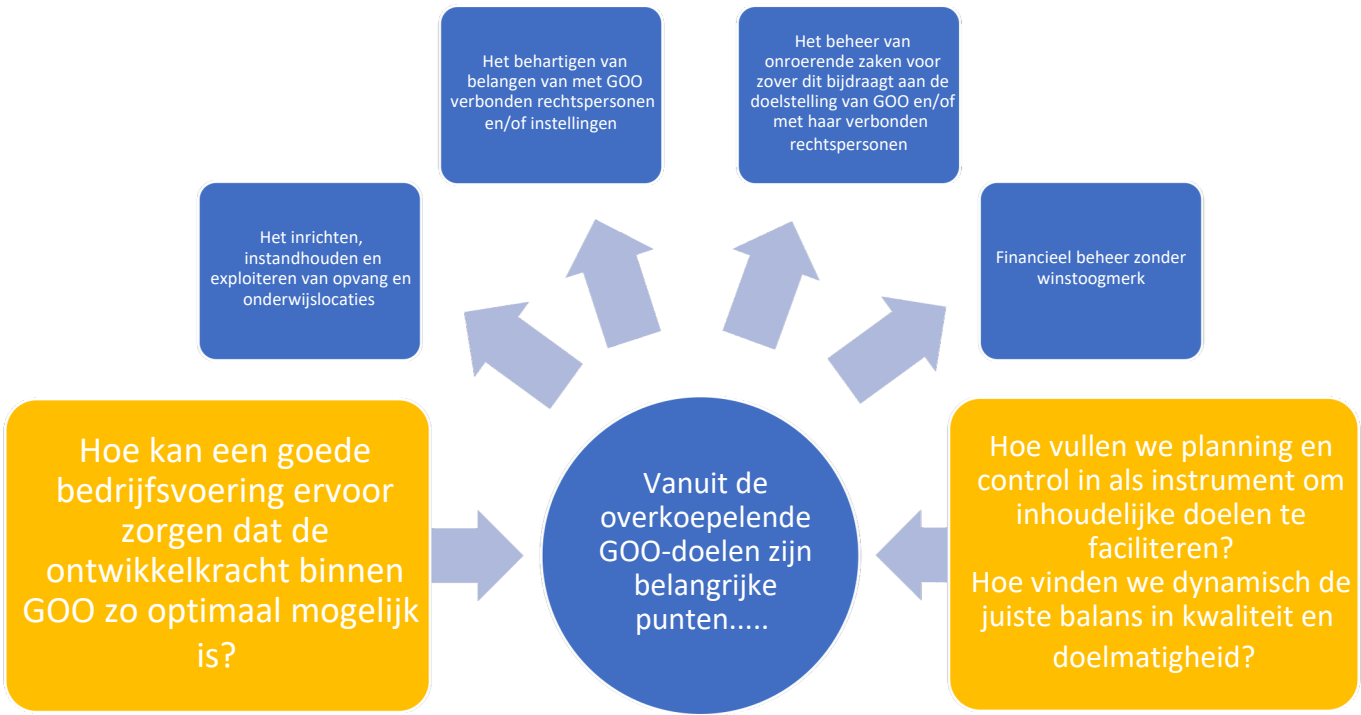 Het behartigen van
belangen van met GOO
verbonden rechtspersonen
en/of instellingen
Het beheer van
onroerende zaken voor
zover dit bijdraagt aan de
doelstelling van GOO en/of
met haar verbonden
rechtspersonen
Het inrichten,
instandhouden en
exploiteren van opvang en
onderwijslocaties
Financieel beheer zonder
winstoogmerk
Hoe kan een goede
bedrijfsvoering ervoor
zorgen dat de
ontwikkelkracht binnen
GOO zo optimaal mogelijk
is?
Vanuit de
overkoepelende
GOO-doelen zijn
belangrijke
punten.....
Hoe vullen we planning en
control in als instrument om
inhoudelijke doelen te
faciliteren?
Hoe vinden we dynamisch de
juiste balans in kwaliteit en
doelmatigheid?